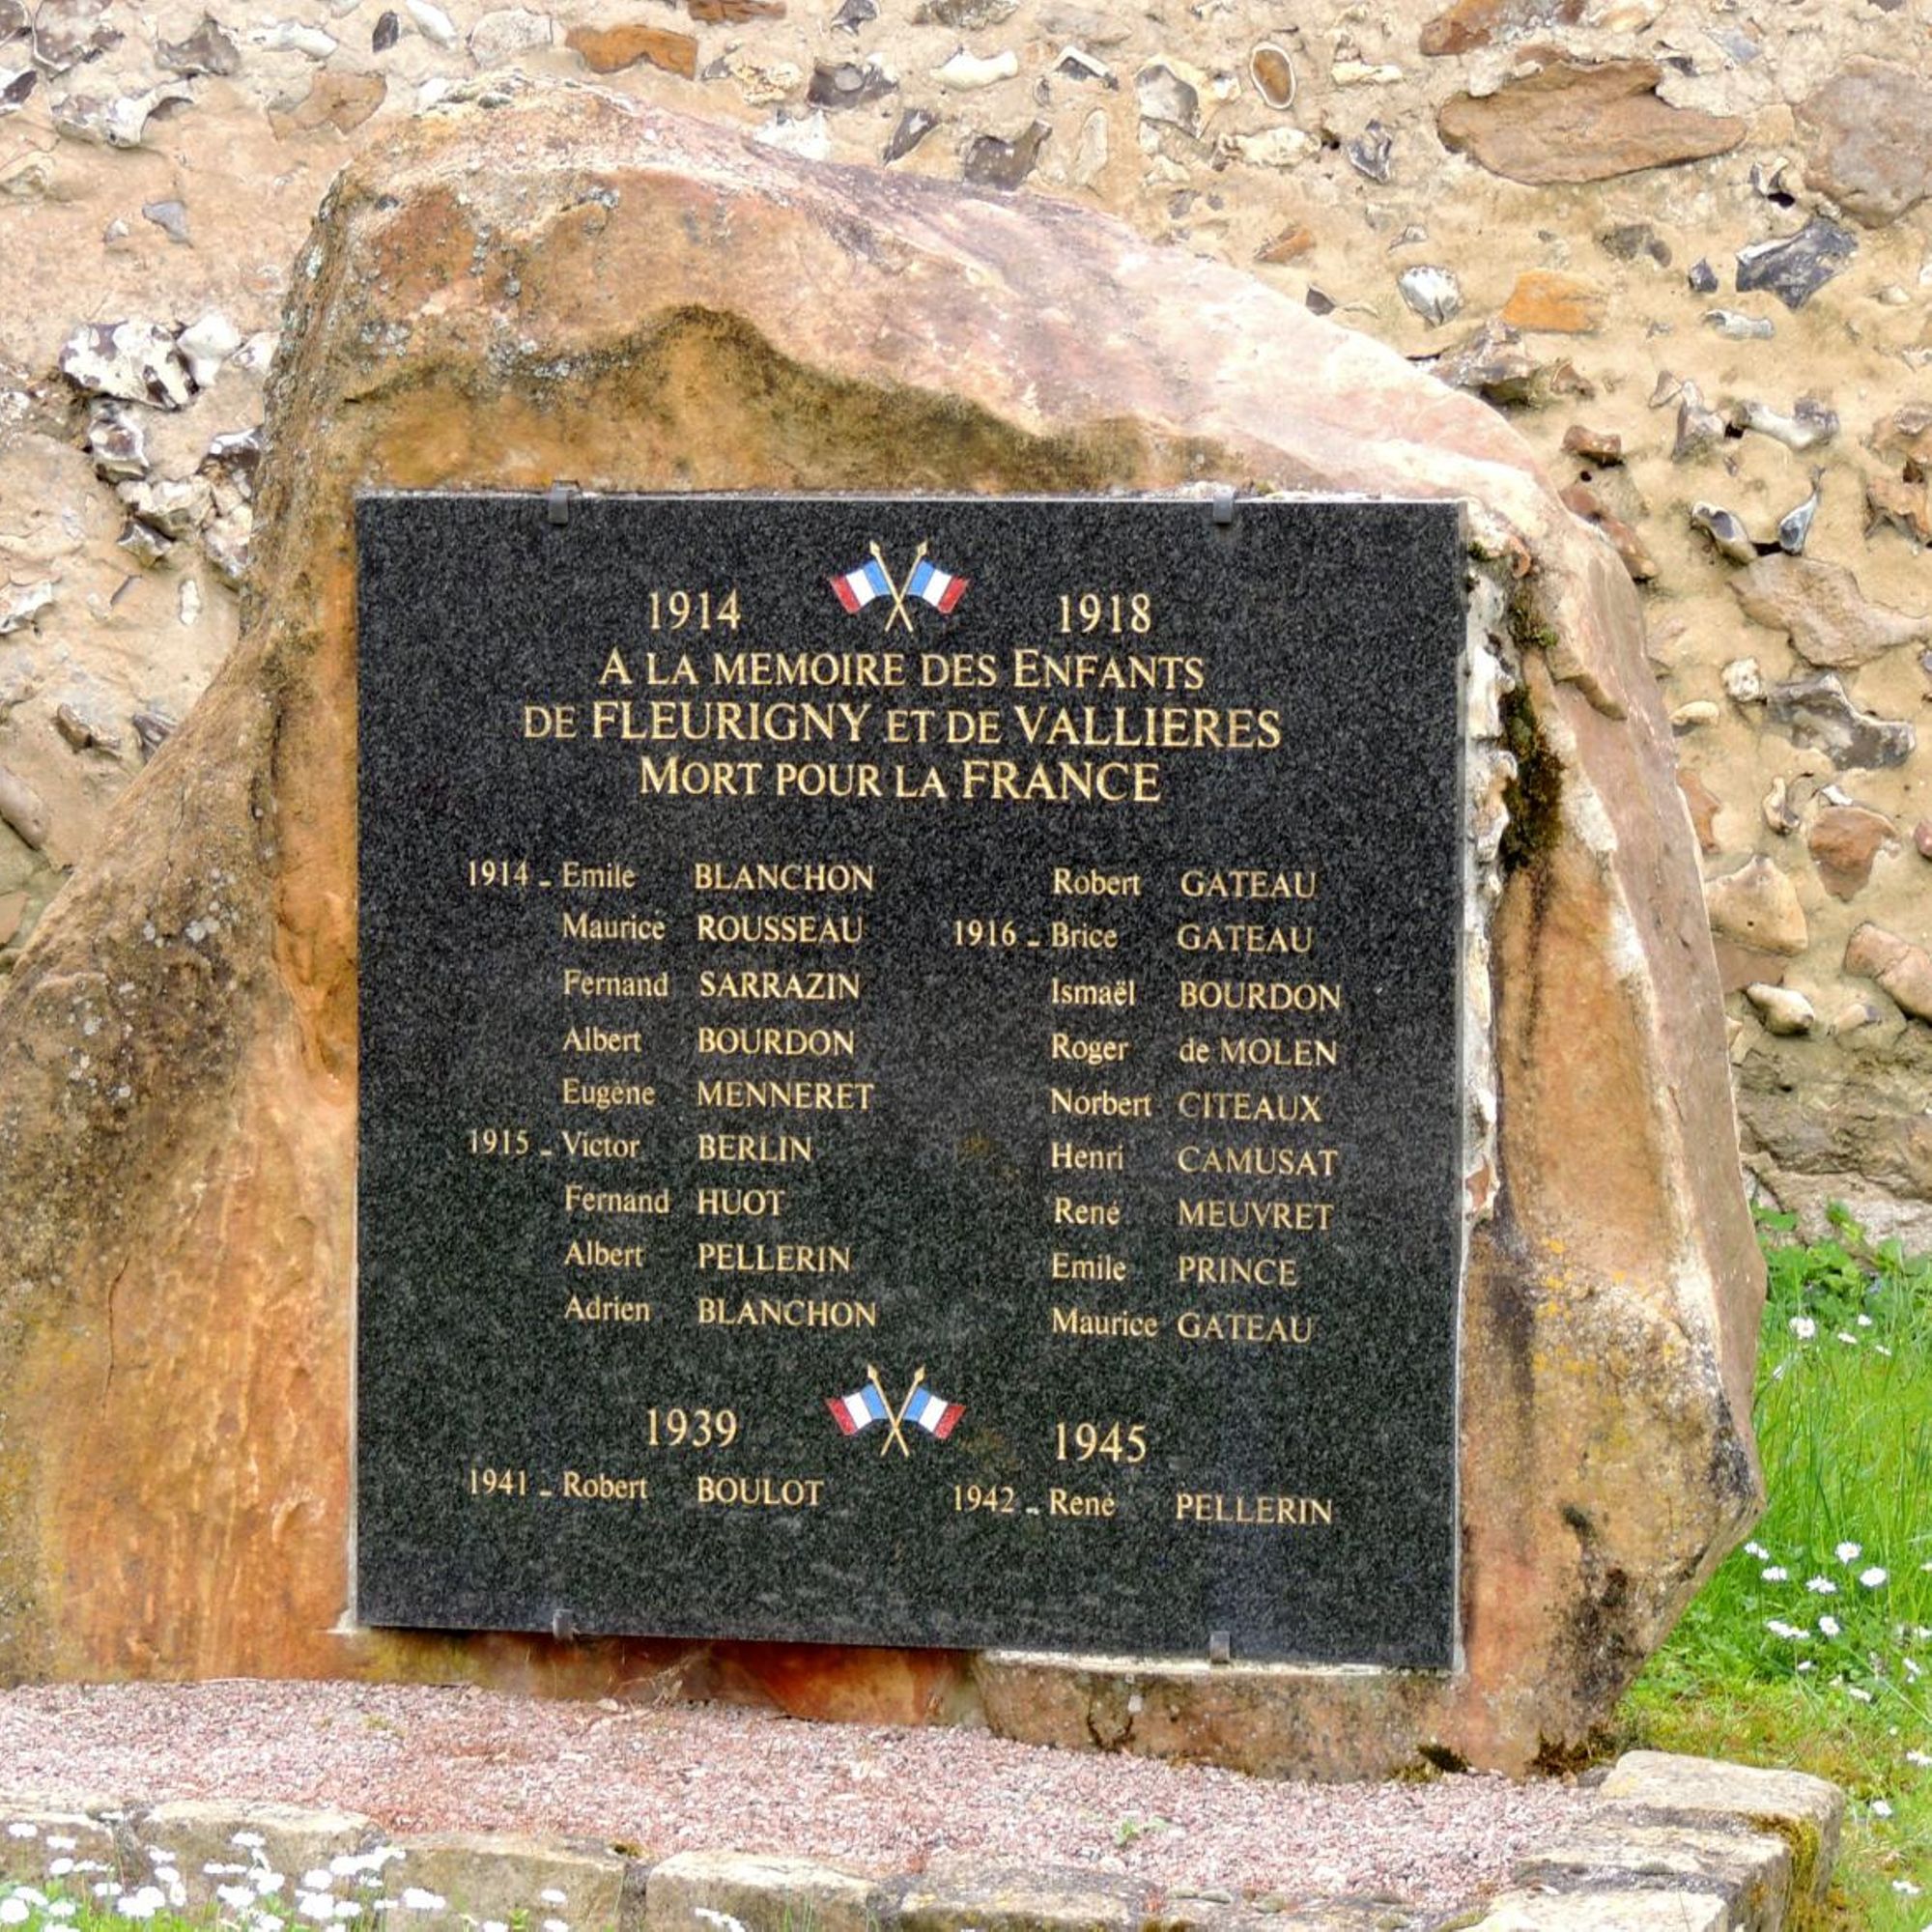 1914 1918
A LA MEMOIRE DES ENFANTS
DE FLEURIGNY ET DE VALLIERES
MORT POUR LA FRANCE
1914 - Emile BLANCHON
Maurice ROUSSEAU
Fernand SARRAZIN
Albert BOURDON
Eugène MENNERET
1915 - Victor BERLIN
Fernand HUOT
Albert PELLERIN
Adrien BLANCHON
Robert GATEAU
1916 - Brice GATEAU
Ismaël BOURDON
Roger de MOLEN
Norbert CITEAUX
Henri CAMUSAT
René MEUVRET
Emile PRINCE
Maurice GATEAU
1939 1945
1941 - Robert BOULOT
1942 - René PELLERIN